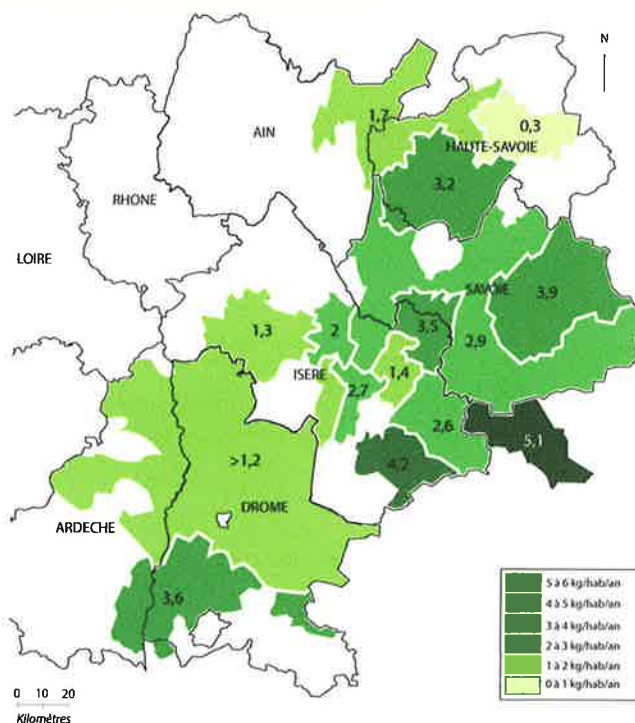 N
AIN
1,7
0,3
HAUTE-SAVOIE
3,2
RHONE
LOIRE
SAVOIE
3,9
1,3
2
3,5
2,9
ISERE
1,4
2,7
2,6
5,1
4,2
>1,2
DROME
ARDECHE
3,6
5 à 6 kg/hab/an
4 à 5 kg/hab/an
3 à 4 kg/hab/an
2 à 3 kg/hab/an
1 à 2 kg/hab/an
0 à 1 kg/hab/an
0 10 20
Kilomètres